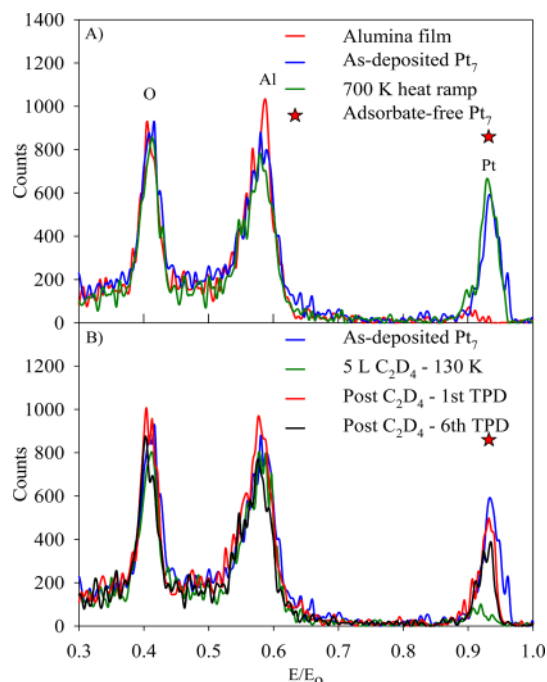 1400
A)
Alumina film
As-deposited Pt₇
1200
700 K heat ramp
O
Al
Adsorbate-free Pt₇
1000
800
Pt
Counts
600
400
200
0
B)
As-deposited Pt₇
1200
5 L C₂D₄ - 130 K
Post C₂D₄ - 1st TPD
1000
Post C₂D₄ - 6th TPD
800
Counts
600
400
200
0
0.3 0.4 0.5 0.6 0.7 0.8 0.9 1.0
E/E₀